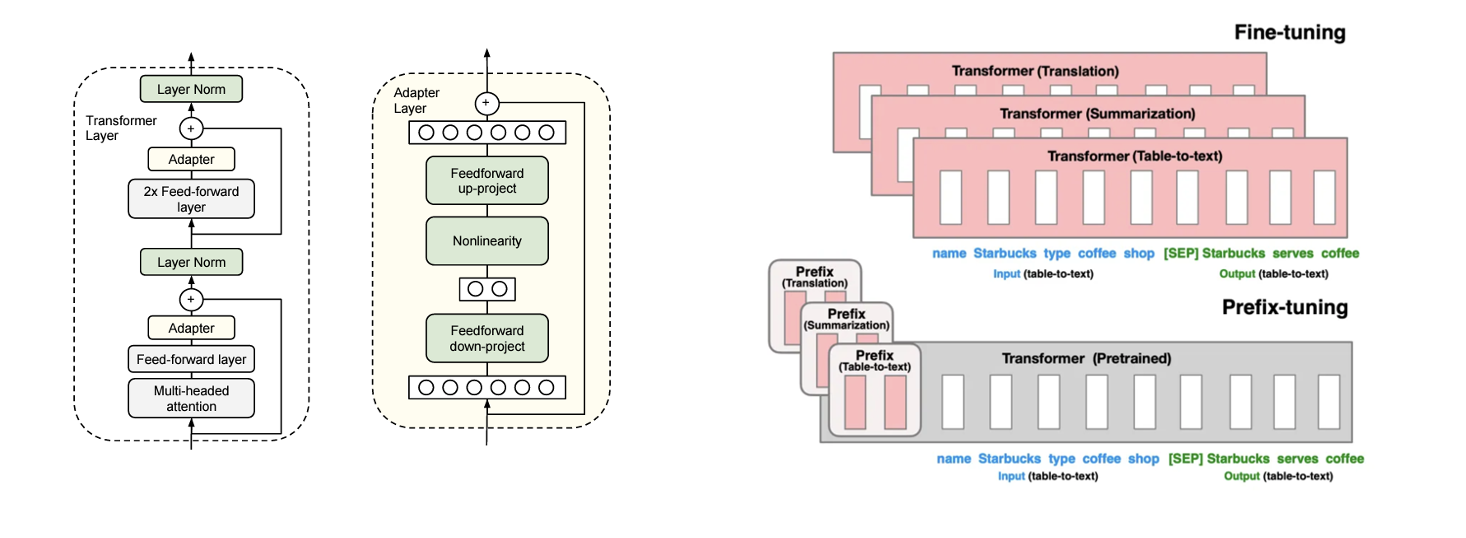 Layer Norm
Transformer
Layer
+
Adapter
2x Feed-forward
layer
Layer Norm
+
Adapter
Feed-forward layer
Multi-headed
attention
Adapter
Layer
+
Feedforward
up-project
Nonlinearity
Feedforward
down-project
Fine-tuning
Transformer (Translation)
Transformer (Summarization)
Transformer (Table-to-text)
name Starbucks type coffee shop [SEP] Starbucks serves coffee
Input (table-to-text) Output (table-to-text)
Prefix-tuning
Prefix
(Translation)
Prefix
(Summarization)
Prefix
(Table-to-text)
Transformer (Pretrained)
name Starbucks type coffee shop [SEP] Starbucks serves coffee
Input (table-to-text) Output (table-to-text)